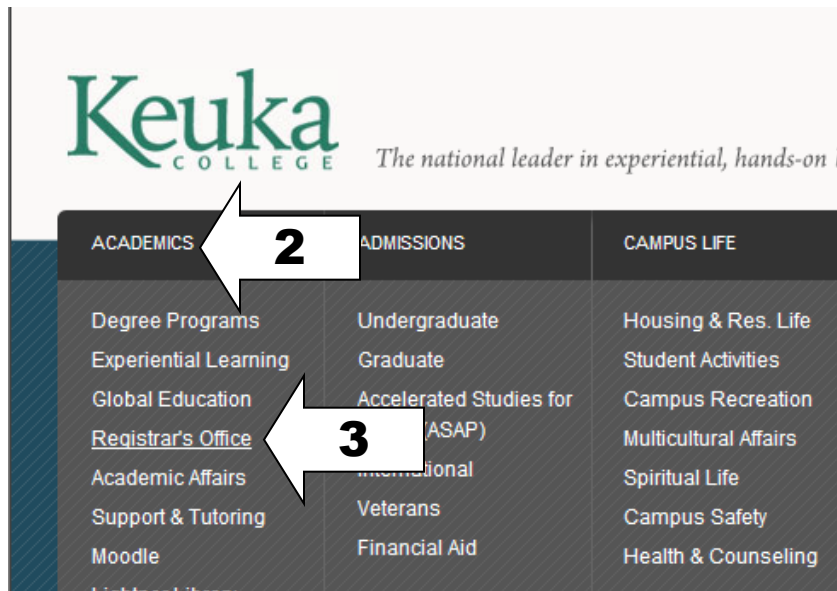 Keuka
COLLEGE
The national leader in experiential, hands-on
ACADEMICS
2
ADMISSIONS
CAMPUS LIFE
Degree Programs
Experiential Learning
Global Education
Registrar's Office
3
Academic Affairs
Support & Tutoring
Moodle
Undergraduate
Graduate
Accelerated Studies for
(ASAP)
International
Veterans
Financial Aid
Housing & Res. Life
Student Activities
Campus Recreation
Multicultural Affairs
Spiritual Life
Campus Safety
Health & Counseling